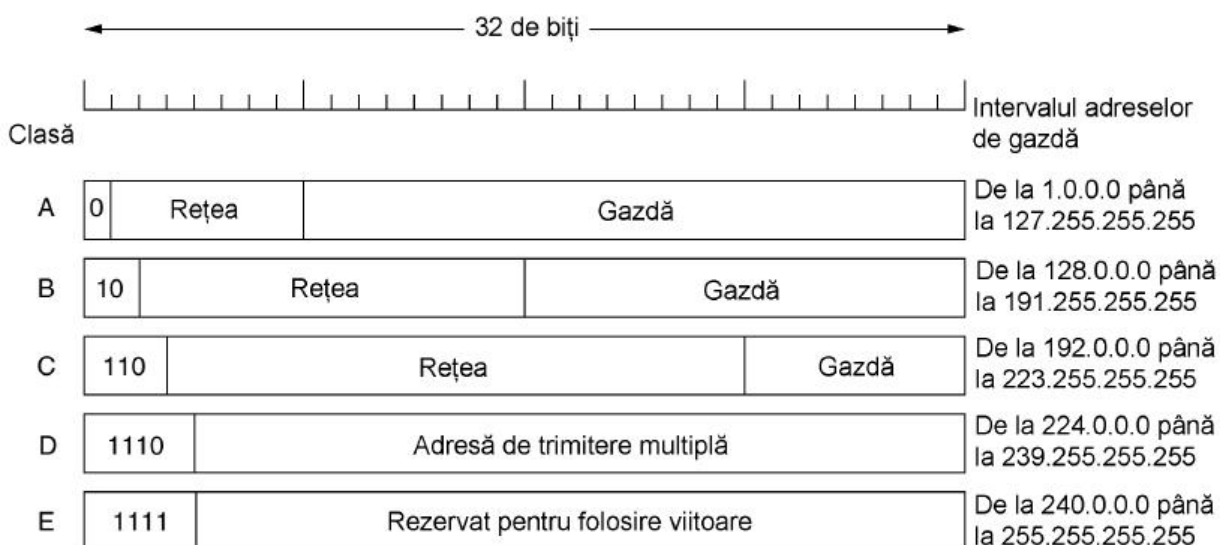 32 de biți
Intervalul adreselor
de gazdă
Clasă
A 0 Rețea Gazdă De la 1.0.0.0 până
la 127.255.255.255
B 10 Rețea Gazdă De la 128.0.0.0 până
la 191.255.255.255
C 110 Rețea Gazdă De la 192.0.0.0 până
la 223.255.255.255
D 1110 Adresă de trimitere multiplă De la 224.0.0.0 până
la 239.255.255.255
E 1111 Rezervat pentru folosire viitoare De la 240.0.0.0 până
la 255.255.255.255